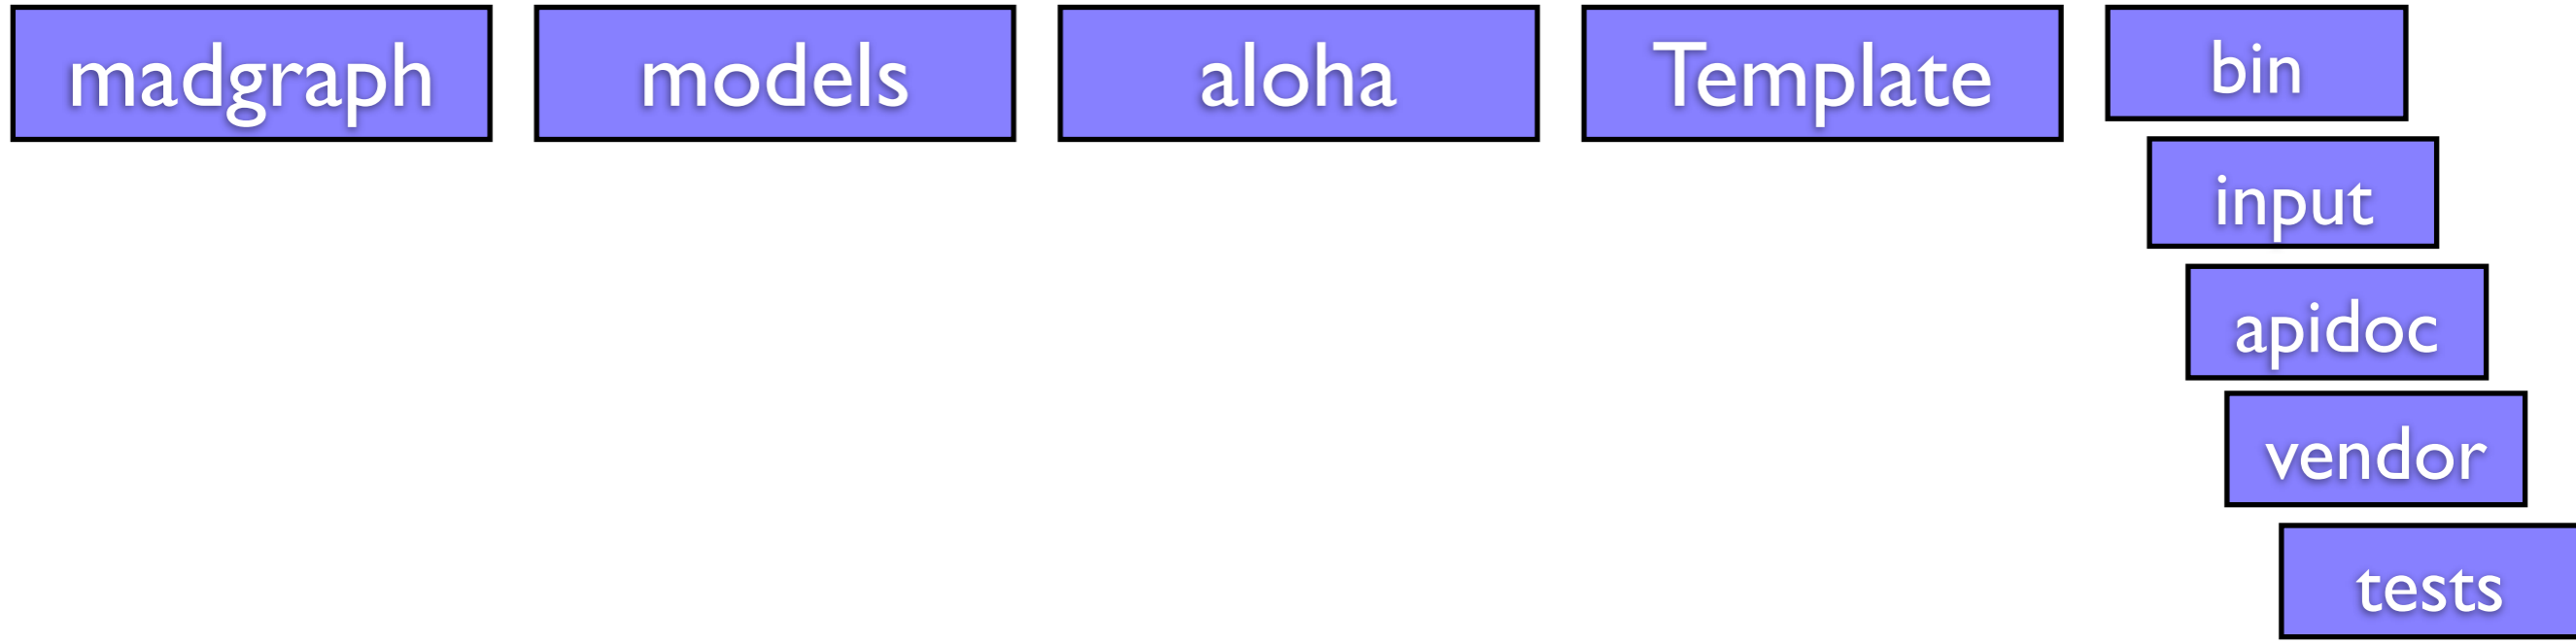 madgraph
models
aloha
Template
bin
input
apidoc
vendor
tests